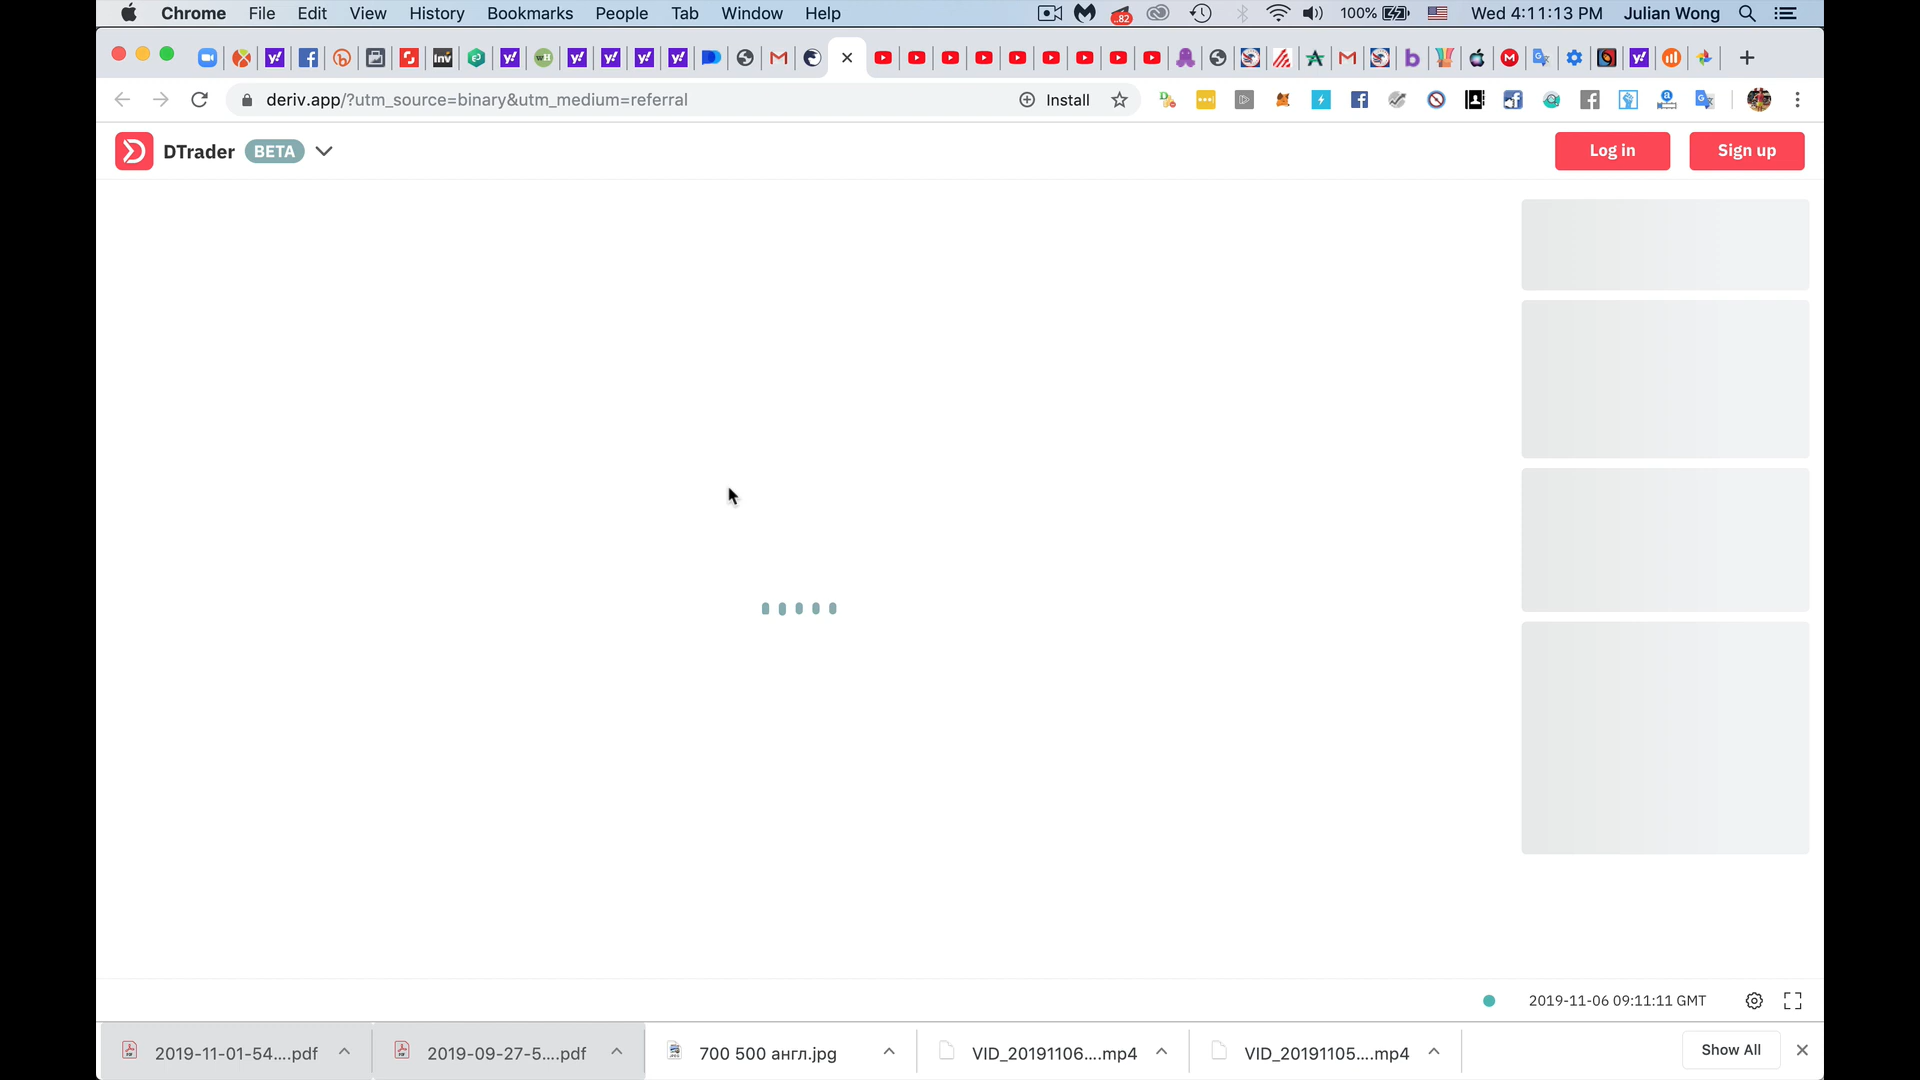 Chrome File Edit View History Bookmarks People Tab Window Help .82 100% Wed 4:11:13 PM Julian Wong
deriv.app/?utm_source=binary&utm_medium=referral Install
DTrader BETA Log in Sign up
2019-11-06 09:11:11 GMT
2019-11-01-54....pdf 2019-09-27-5....pdf 700 500 англ.jpg VID_20191106....mp4 VID_20191105....mp4 Show All